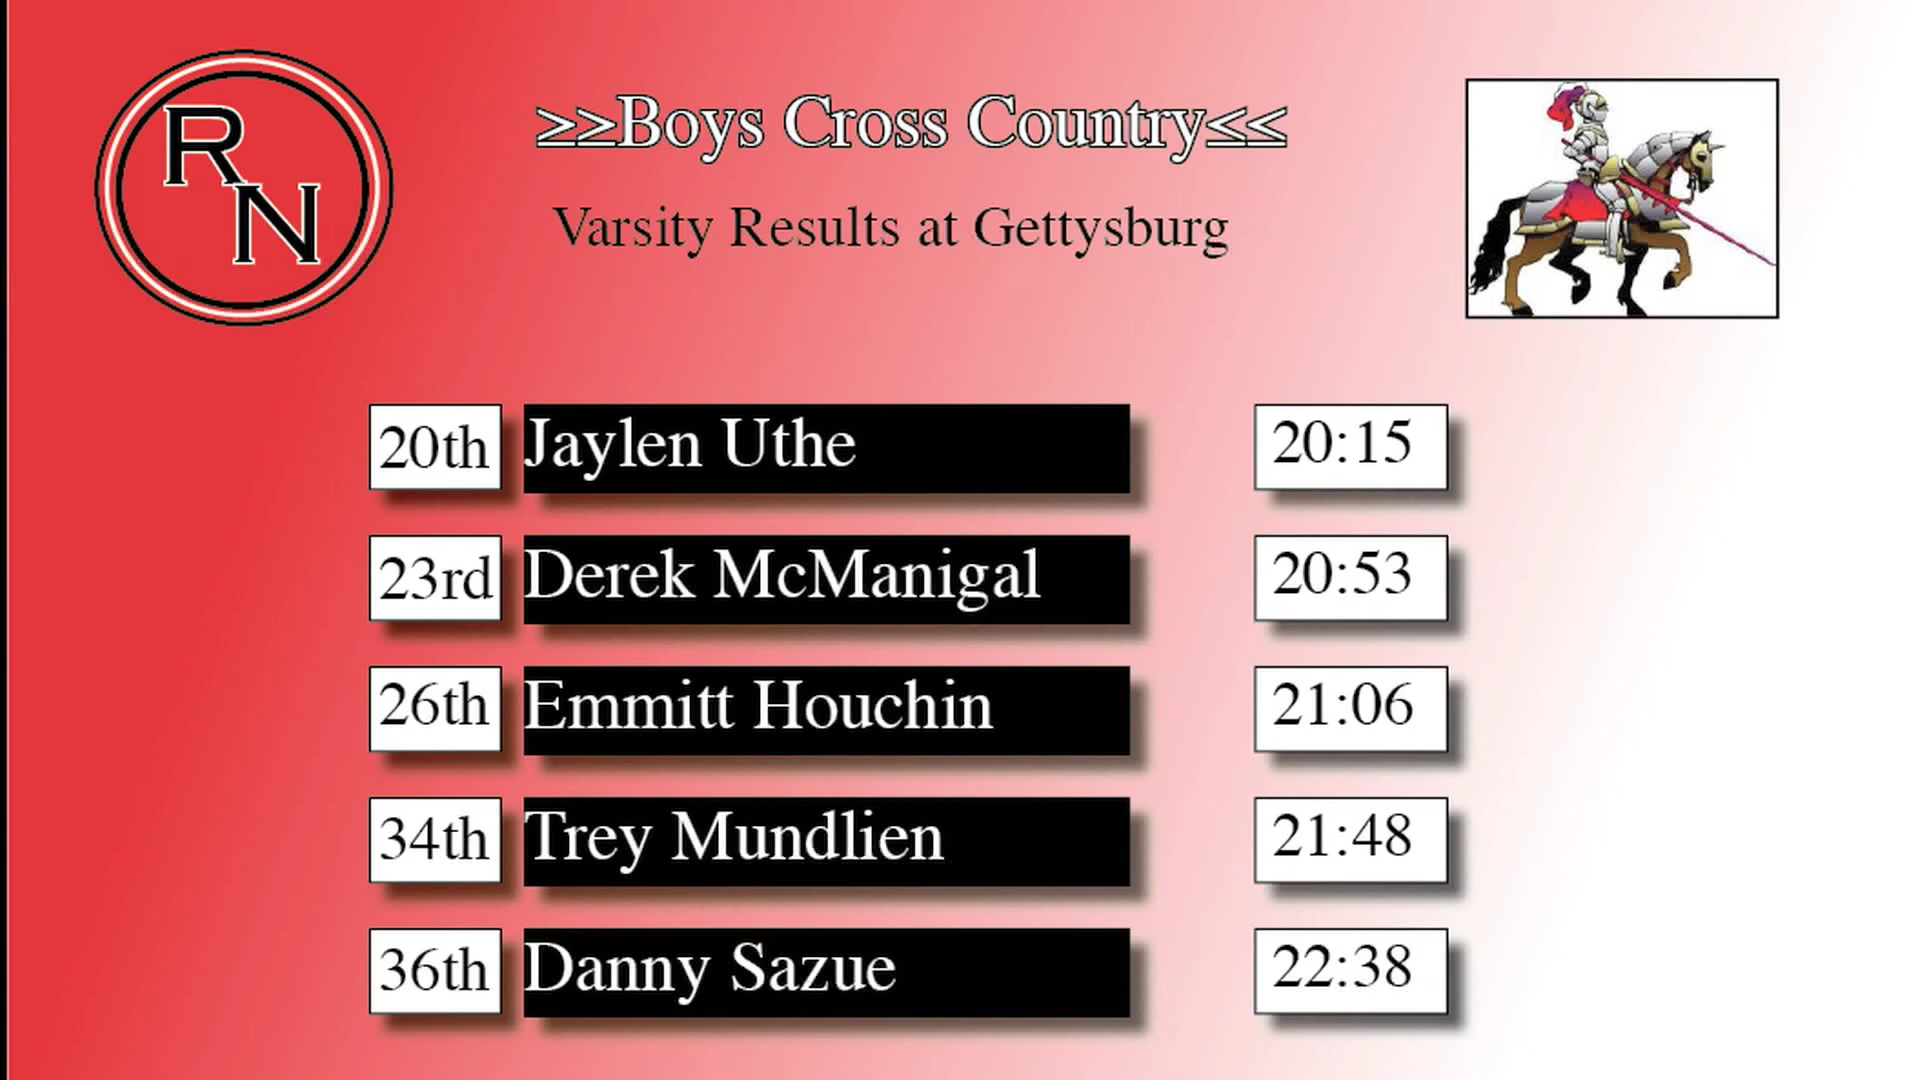 RN
≥≥Boys Cross Country≤≤
Varsity Results at Gettysburg
20th Jaylen Uthe 20:15
23rd Derek McManigal 20:53
26th Emmitt Houchin 21:06
34th Trey Mundlien 21:48
36th Danny Sazue 22:38